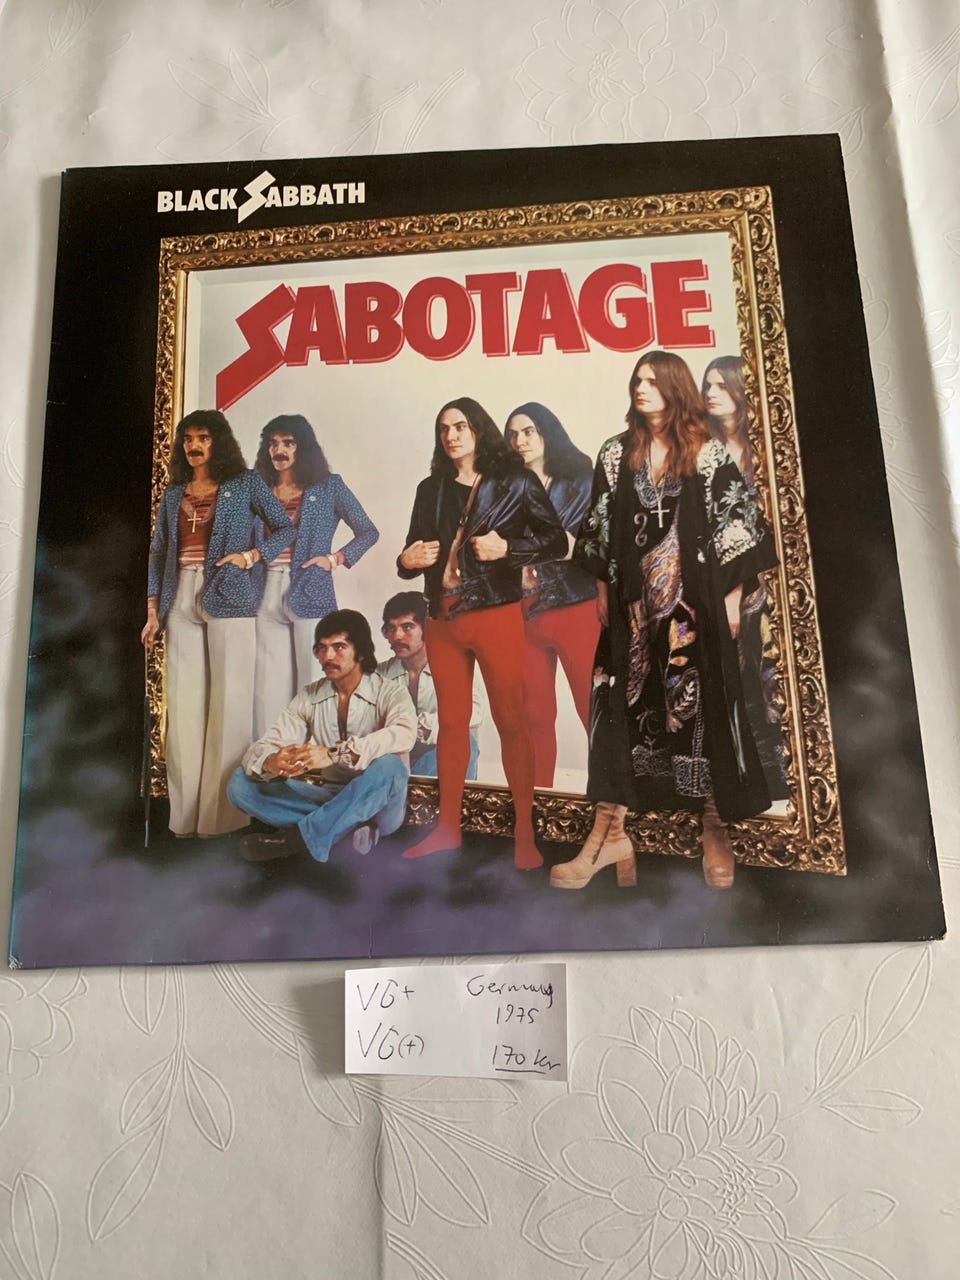 BLACK SABBATH
SABOTAGE
VG+ Germany
1975
VG(+)
170 kr